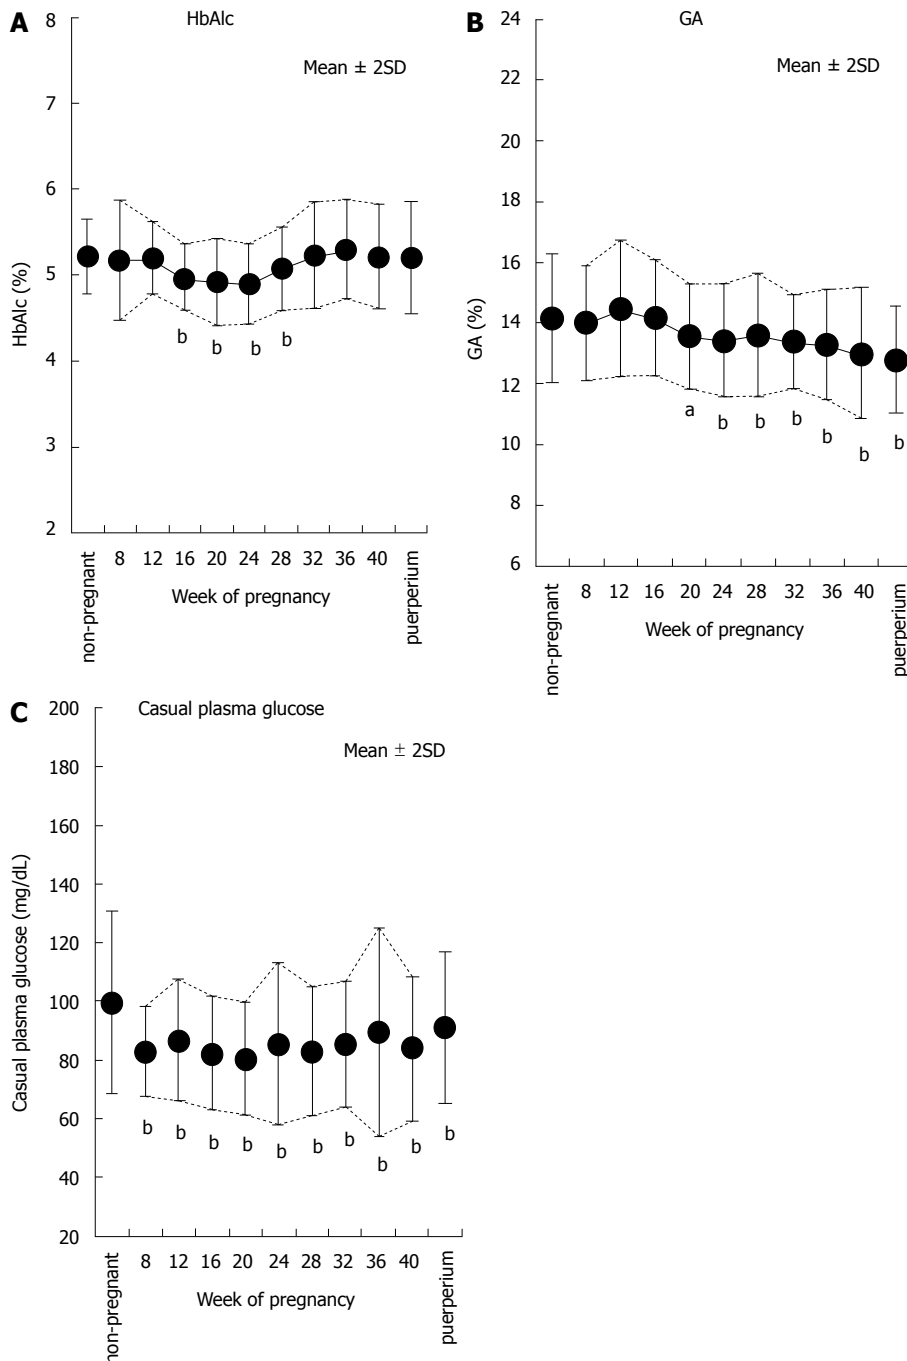 A
HbAlc
Mean ± 2SD
HbAlc (%)
8
7
6
5
4
3
2
b b b b
non-pregnant 8 12 16 20 24 28 32 36 40 puerperium
Week of pregnancy
B
GA
Mean ± 2SD
GA (%)
24
22
20
18
16
14
12
10
8
6
a b b b b b b
non-pregnant 8 12 16 20 24 28 32 36 40 puerperium
Week of pregnancy
C
Casual plasma glucose
Mean ± 2SD
Casual plasma glucose (mg/dL)
200
180
160
140
120
100
80
60
40
20
b b b b b b b b b b
non-pregnant 8 12 16 20 24 28 32 36 40 puerperium
Week of pregnancy